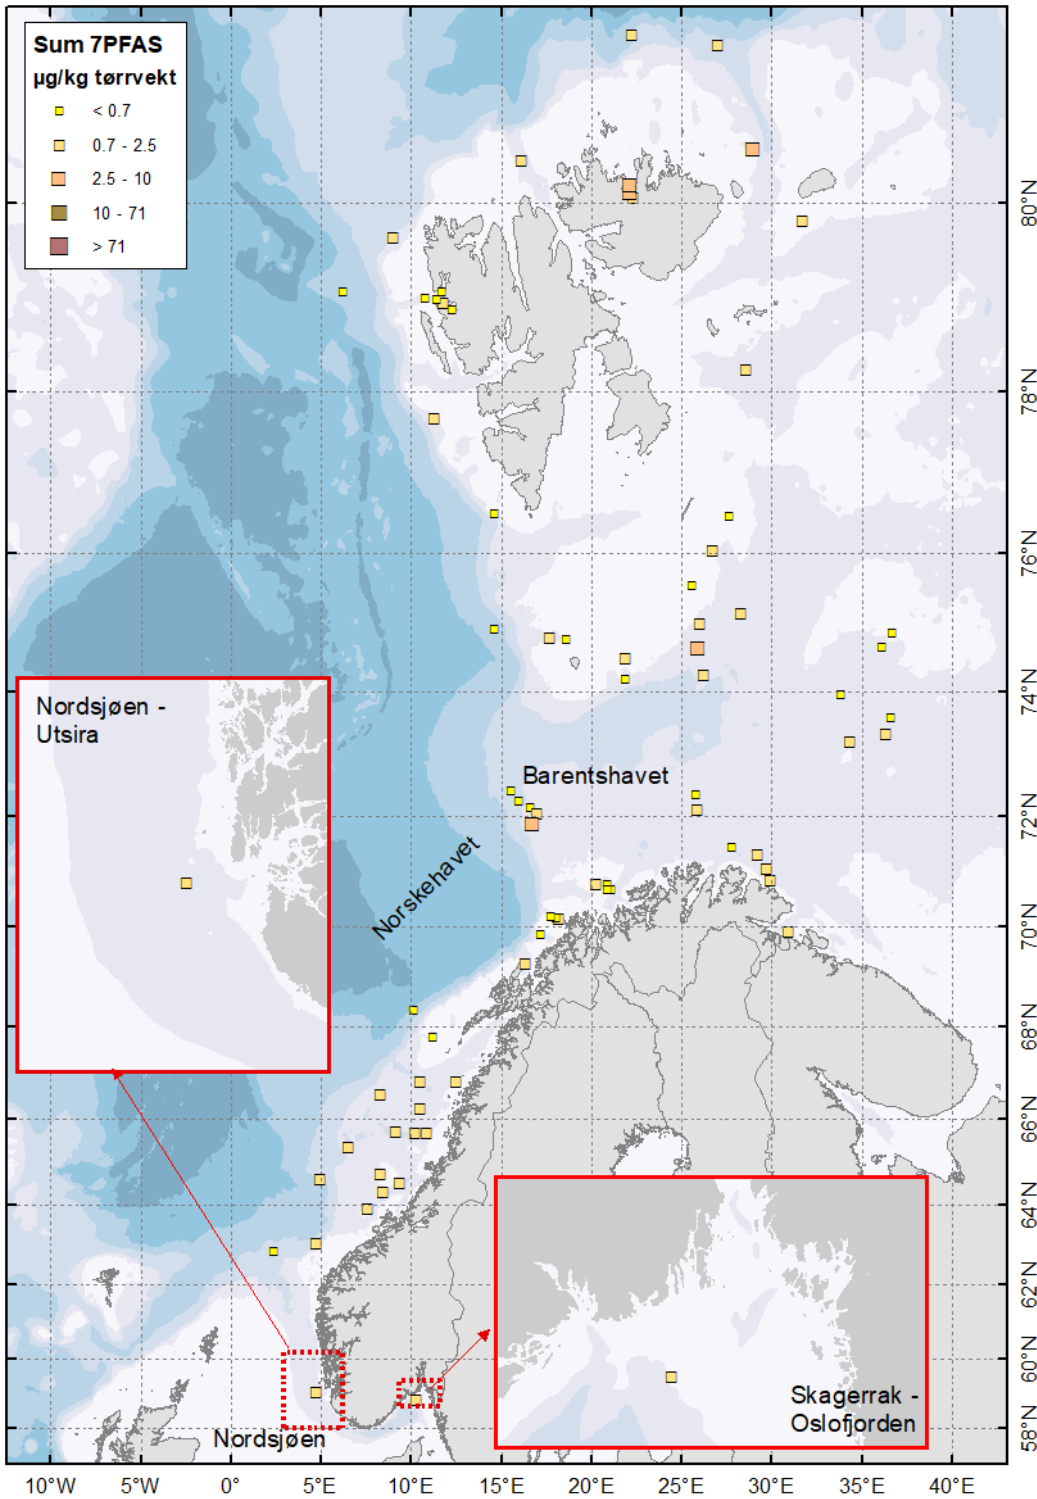 Sum 7PFAS
µg/kg tørrvekt
< 0.7
0.7 - 2.5
2.5 - 10
10 - 71
> 71
80°N
78°N
76°N
74°N
Nordsjøen -
Utsira
Barentshavet
72°N
Norskehavet
70°N
68°N
66°N
64°N
62°N
60°N
Skagerrak -
Oslofjorden
58°N
Nordsjøen
10°W
5°W
0°
5°E
10°E
15°E
20°E
25°E
30°E
35°E
40°E